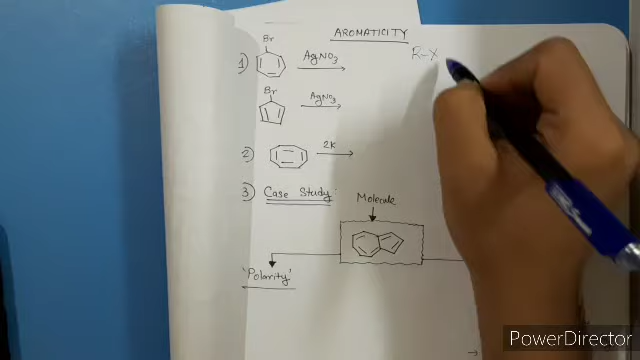 AROMATICITY
R-X
Br
1) AgNO3
Br
AgNO3
2) 2K
3) Case Study:
Molecule
'Polarity'
PowerDirector